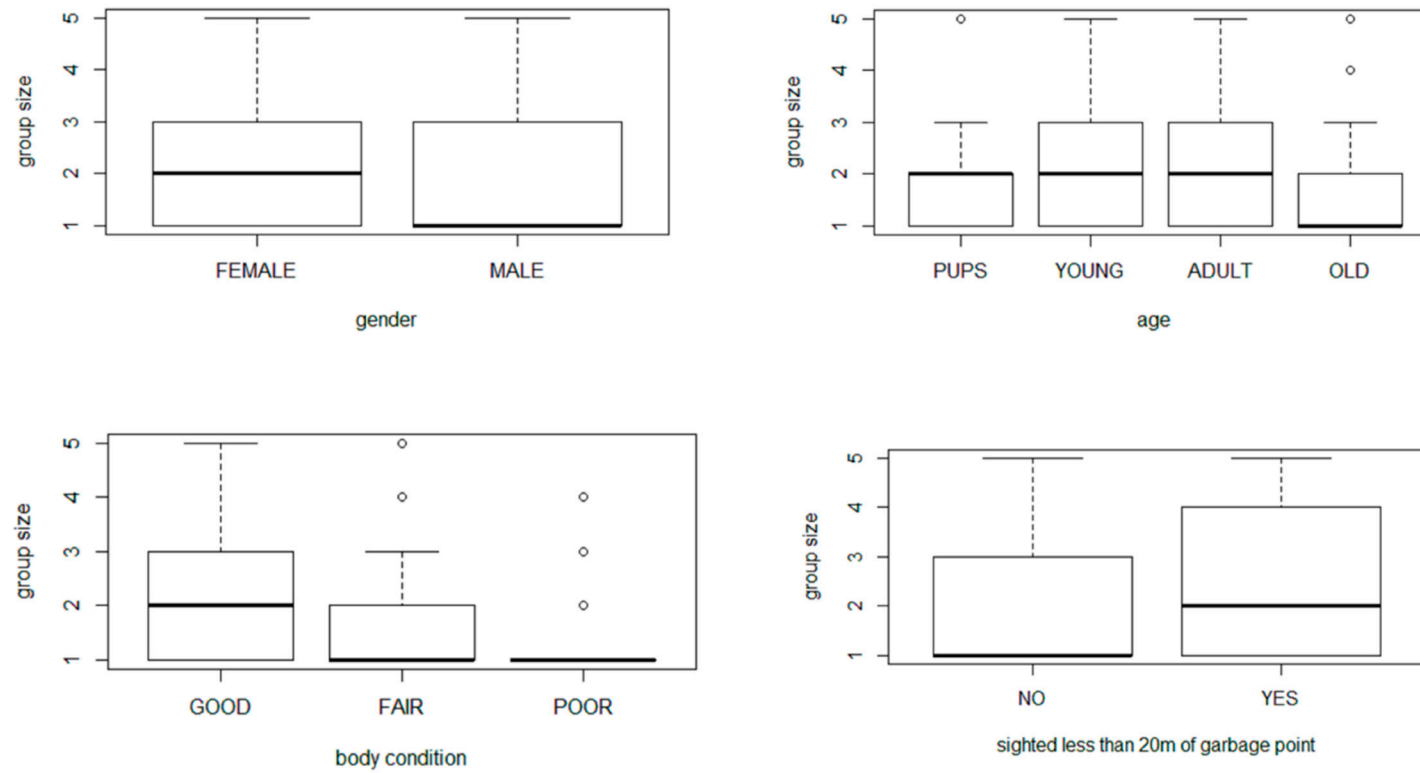 group size
5
4
3
2
1
FEMALE MALE
gender
group size
5
4
3
2
1
PUPS YOUNG ADULT OLD
age
group size
5
4
3
2
1
GOOD FAIR POOR
body condition
group size
5
4
3
2
1
NO YES
sighted less than 20m of garbage point